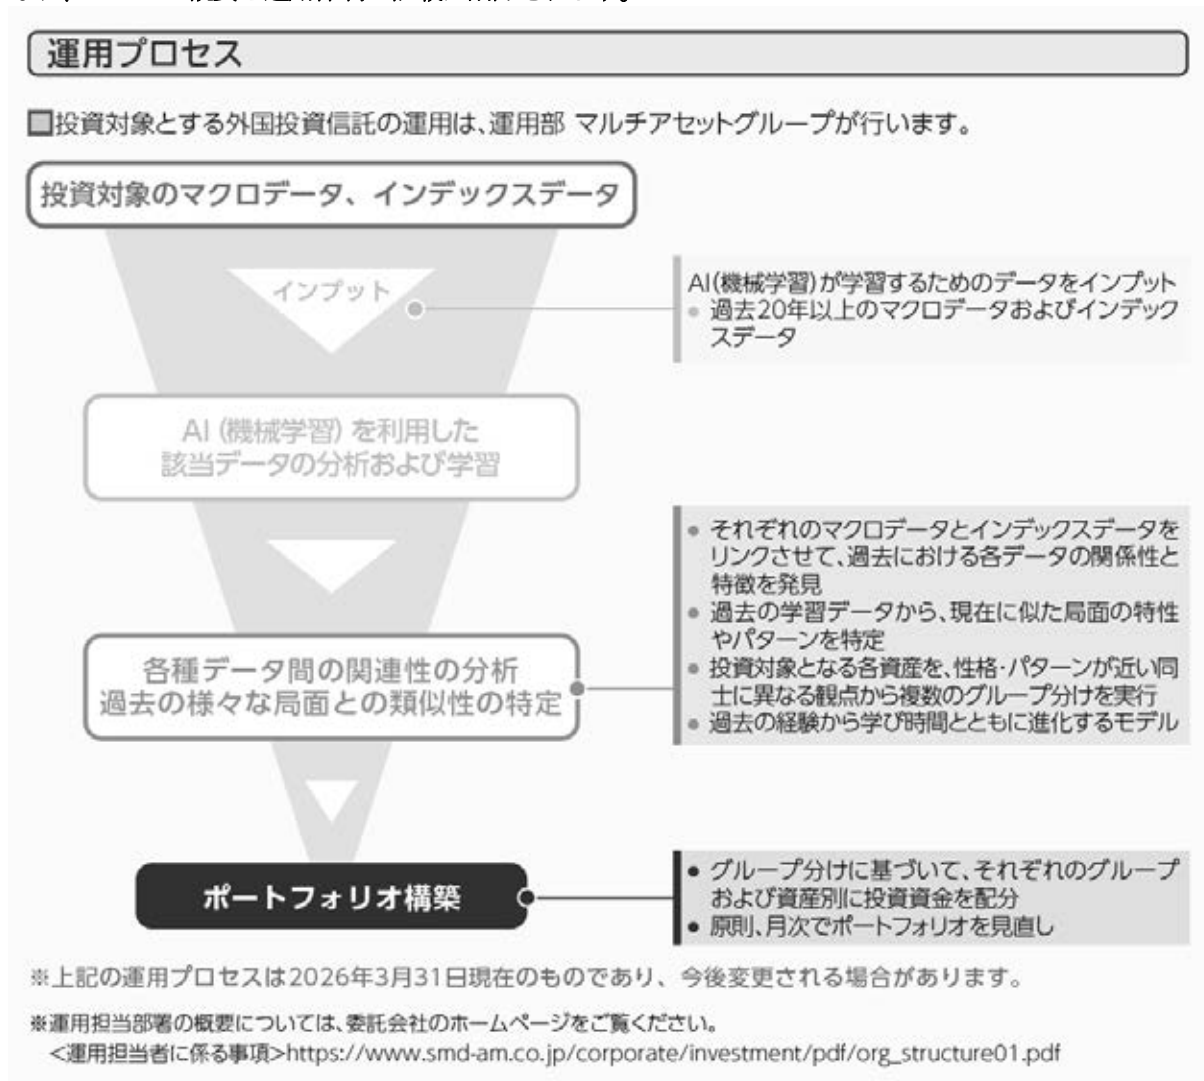 運用プロセス
投資対象とする外国投資信託の運用は、運用部 マルチアセットグループが行います。
投資対象のマクロデータ、インデックスデータ
インプット
AI(機械学習)が学習するためのデータをインプット
● 過去20年以上のマクロデータおよびインデック
スデータ
AI(機械学習)を利用した
該当データの分析および学習
● それぞれのマクロデータとインデックスデータを
リンクさせて、過去における各データの関係性と
特徴を発見
● 過去の学習データから、現在に似た局面の特性
やパターンを特定
● 投資対象となる各資産を、性格・パターンが近い同
士に異なる観点から複数のグループ分けを実行
● 過去の経験から学び時間とともに進化するモデル
各種データ間の関連性の分析
過去の様々な局面との類似性の特定
ポートフォリオ構築
● グループ分けに基づいて、それぞれのグループ
および資産別に投資資金を配分
● 原則、月次でポートフォリオを見直し
※上記の運用プロセスは2026年3月31日現在のものであり、今後変更される場合があります。
※運用担当部署の概要については、委託会社のホームページをご覧ください。
<運用担当者に係る事項>https://www.smd-am.co.jp/corporate/investment/pdf/org_structure01.pdf